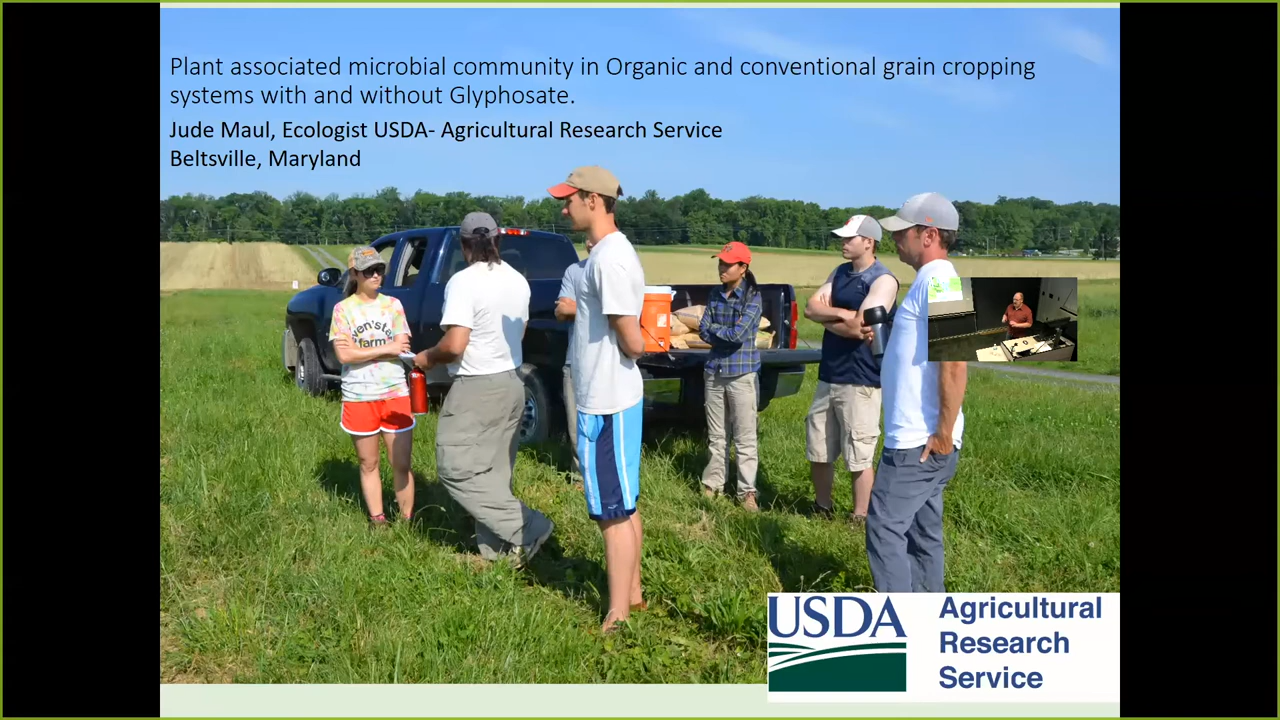 Plant associated microbial community in Organic and conventional grain cropping
systems with and without Glyphosate.
Jude Maul, Ecologist USDA- Agricultural Research Service
Beltsville, Maryland
farm
USDA
Agricultural
Research
Service